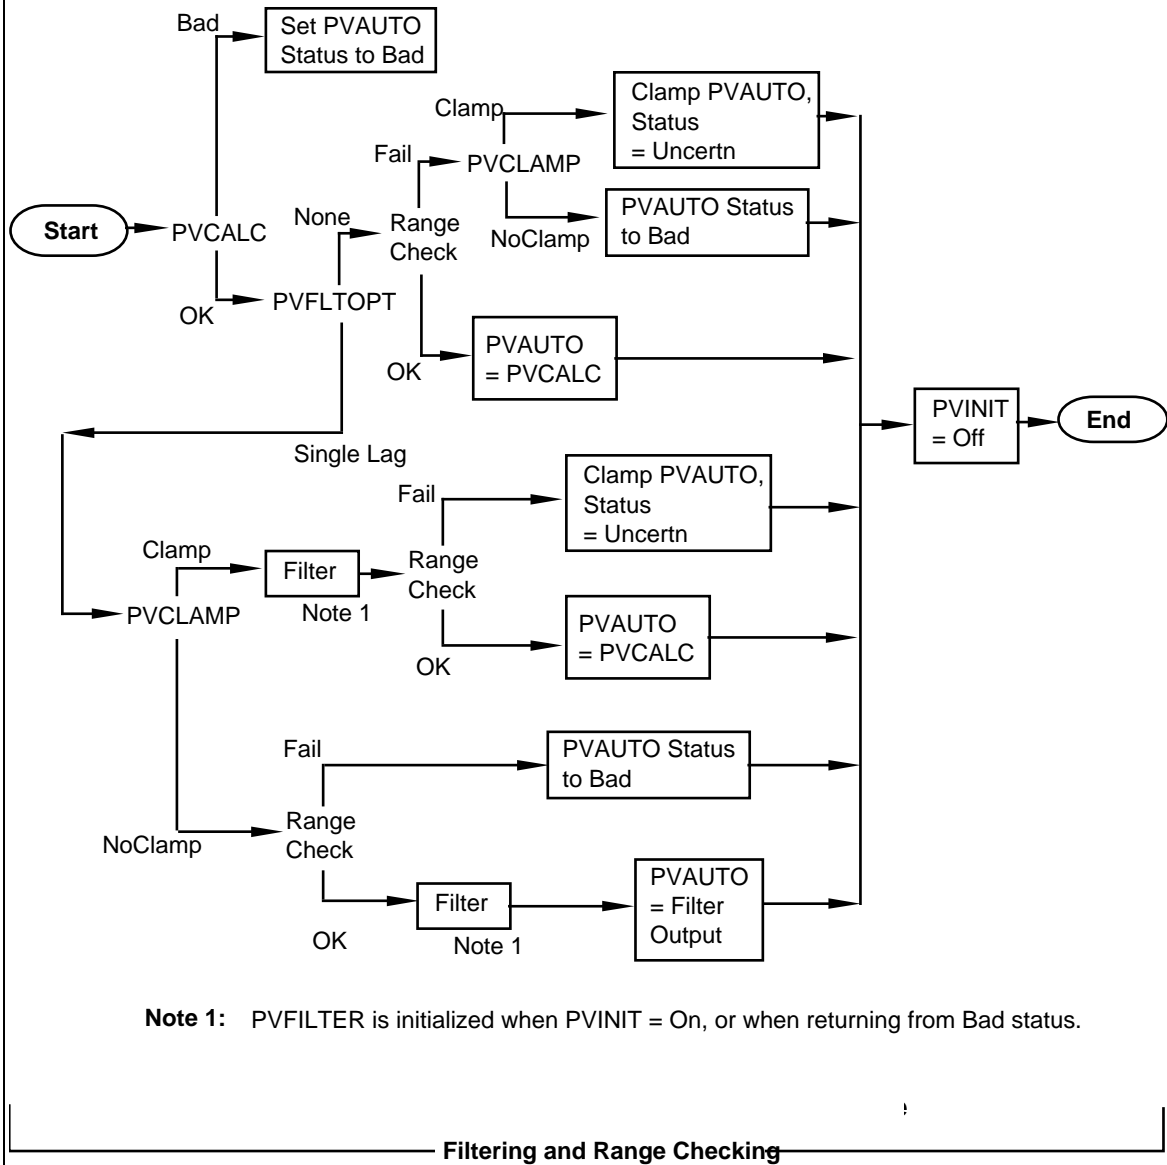 Bad
Set PVAUTO
Status to Bad
Clamp
Clamp PVAUTO,
Status
= Uncertn
Fail
PVCLAMP
None
Range
Check
NoClamp
PVAUTO Status
to Bad
Start
PVCALC
OK
PVFLTOPT
OK
PVAUTO
= PVCALC
PVINIT
= Off
End
Single Lag
Fail
Clamp PVAUTO,
Status
= Uncertn
Clamp
Filter
Note 1
Range
Check
PVCLAMP
OK
PVAUTO
= PVCALC
Fail
PVAUTO Status
to Bad
NoClamp
Range
Check
OK
Filter
Note 1
PVAUTO
= Filter
Output
Note 1: PVFILTER is initialized when PVINIT = On, or when returning from Bad status.
Filtering and Range Checking